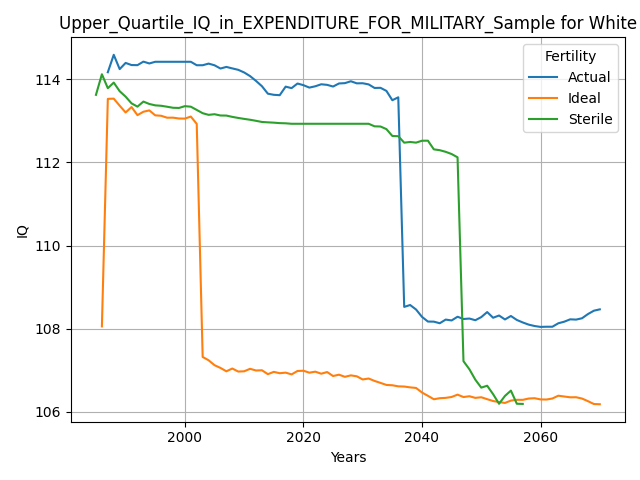 Upper_Quartile_IQ_in_EXPENDITURE_FOR_MILITARY_Sample for White
Fertility
Actual
Ideal
Sterile
IQ
114
112
110
108
106
2000
2020
2040
2060
Years